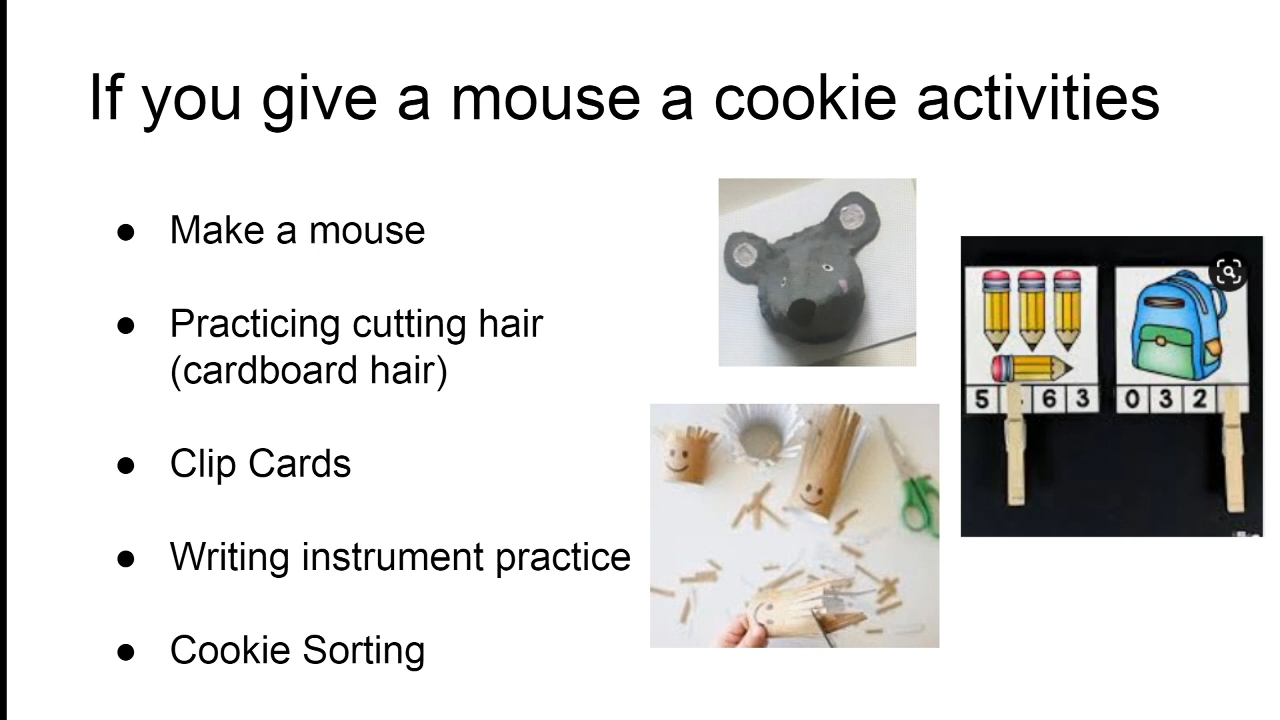 If you give a mouse a cookie activities
● Make a mouse
● Practicing cutting hair
(cardboard hair)
● Clip Cards
● Writing instrument practice
● Cookie Sorting
5 6 3
0 3 2